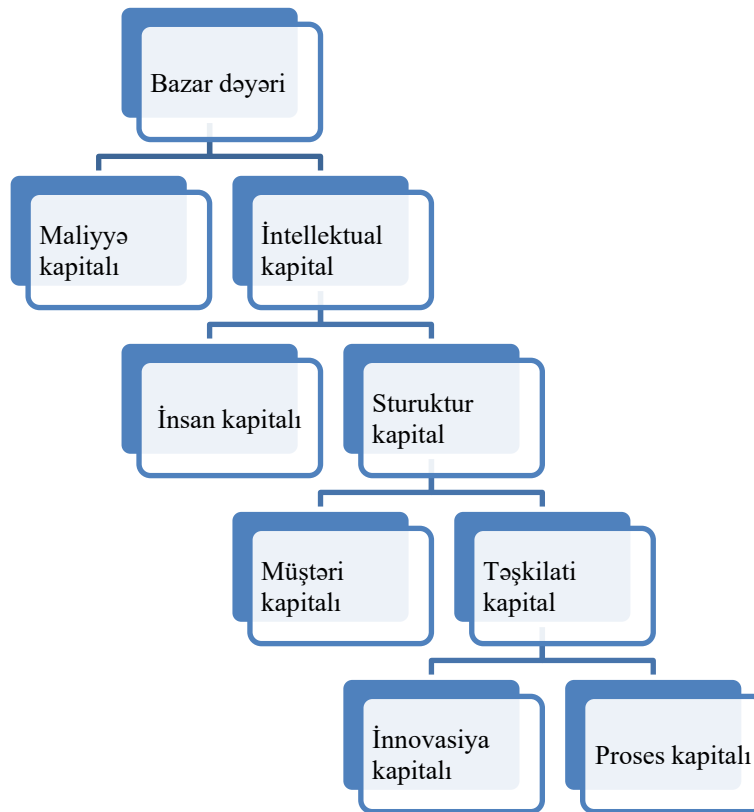 Bazar dəyəri
Maliyyə
kapitalı
İntellektual
kapital
İnsan kapitalı
Sturuktur
kapital
Müştəri
kapitalı
Təşkilati
kapital
İnnovasiya
kapitalı
Proses kapitalı